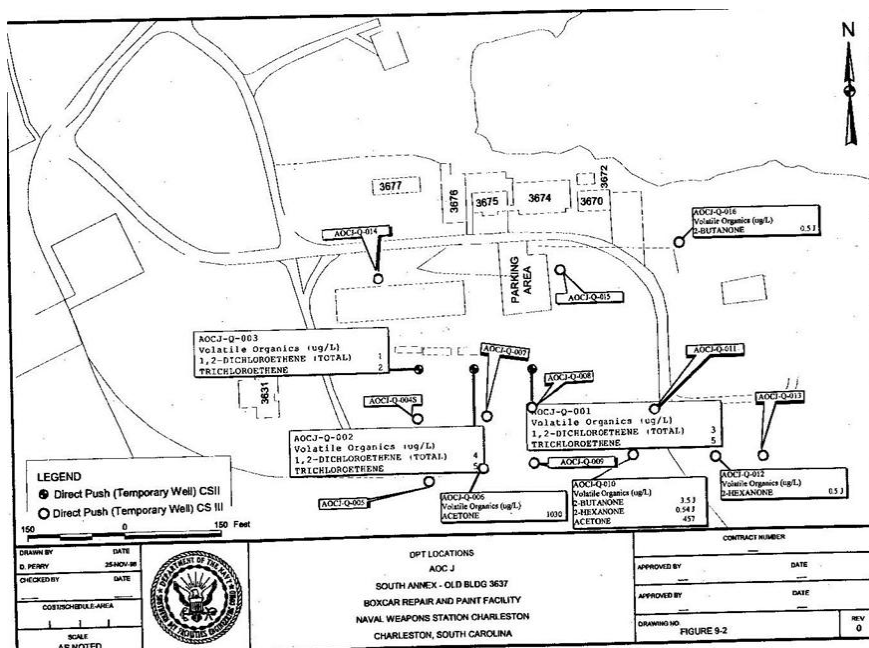 N
3672
3677
3676
3675
3674
3670
AOCJ-Q-016
Volatile Organics (ug/L)
2-BUTANONE 0.5 J
AOCJ-Q-014
PARKING
AREA
AOCJ-Q-015
AOCJ-Q-003
Volatile Organics (ug/L)
1,2-DICHLOROETHENE (TOTAL) 1
TRICHLOROETHENE 2
AOCJ-Q-007
AOCJ-Q-011
3631
AOCJ-Q-008
AOCJ-Q-004S
AOCJ-Q-013
AOCJ-Q-001
Volatile Organics (ug/L)
1,2-DICHLOROETHENE (TOTAL) 3
TRICHLOROETHENE 5
AOCJ-Q-002
Volatile Organics (ug/L)
1,2-DICHLOROETHENE (TOTAL) 4
TRICHLOROETHENE 5
AOCJ-Q-009
AOCJ-Q-012
Volatile Organics (ug/L)
2-HEXANONE 0.5 J
AOCJ-Q-005
AOCJ-Q-006
Volatile Organics (ug/L)
ACETONE 1030
AOCJ-Q-010
Volatile Organics (ug/L)
2-BUTANONE 3.5 J
2-HEXANONE 0.54 J
ACETONE 457
LEGEND
Direct Push (Temporary Well) CSII
Direct Push (Temporary Well) CS III
150 0 150 Feet
DRAWN BY DATE
D. PERRY 25-NOV-98
CHECKED BY DATE
COST/SCHEDULE-AREA
SCALE
AS NOTED
DEPARTMENT OF THE NAVY
OPT LOCATIONS
AOC J
SOUTH ANNEX - OLD BLDG 3637
BOXCAR REPAIR AND PAINT FACILITY
NAVAL WEAPONS STATION CHARLESTON
CHARLESTON, SOUTH CAROLINA
CONTRACT NUMBER
APPROVED BY DATE
APPROVED BY DATE
DRAWING NO.
FIGURE 9-2
REV
0